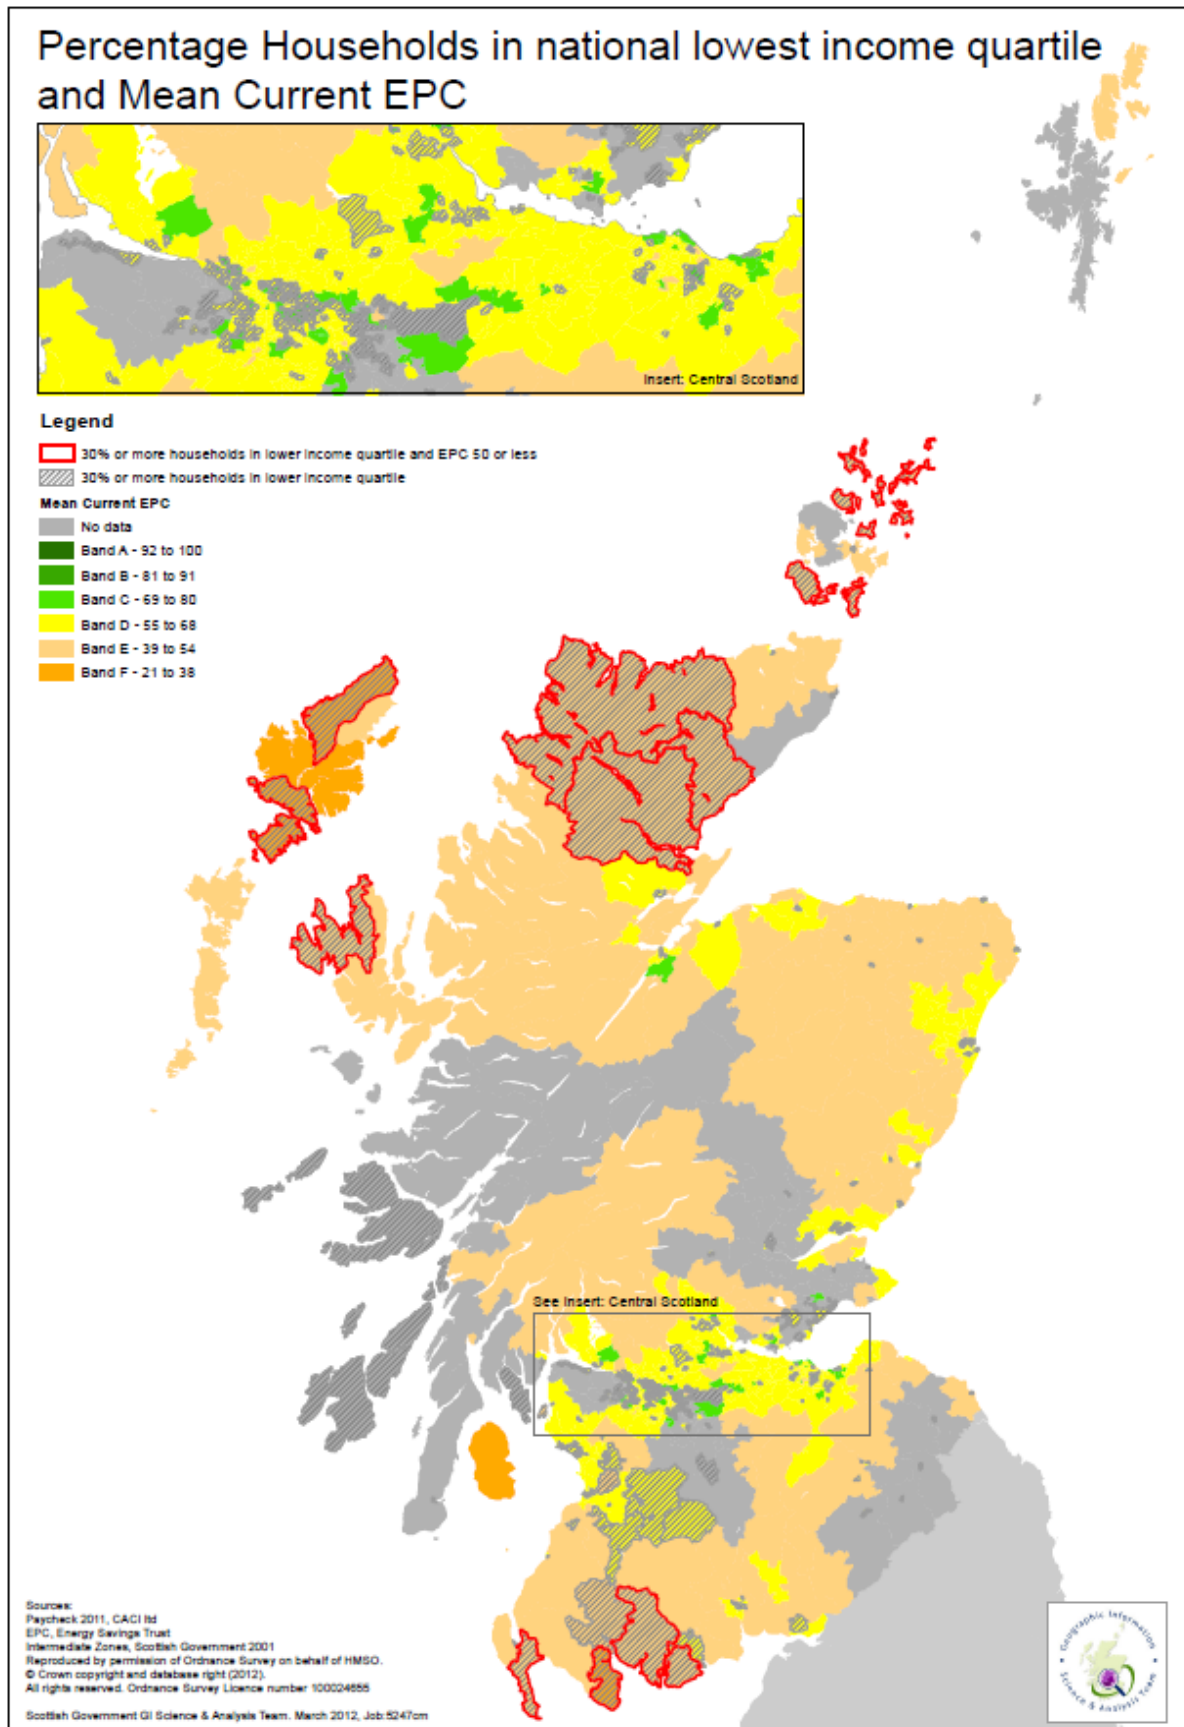 Percentage Households in national lowest income quartile
and Mean Current EPC
Insert: Central Scotland
Legend
30% or more households in lower income quartile and EPC 50 or less
30% or more households in lower income quartile
Mean Current EPC
No data
Band A - 92 to 100
Band B - 81 to 91
Band C - 69 to 80
Band D - 55 to 68
Band E - 39 to 54
Band F - 21 to 38
See Insert: Central Scotland
Sources:
Paycheck 2011, CACI ltd
EPC, Energy Savings Trust
Intermediate Zones, Scottish Government 2001
Reproduced by permission of Ordnance Survey on behalf of HMSO.
© Crown copyright and database right (2012).
All rights reserved. Ordnance Survey Licence number 100024655
Scottish Government GI Science & Analysis Team. March 2012, Job:5247cm
Geographic Information
Science & Analysis Team